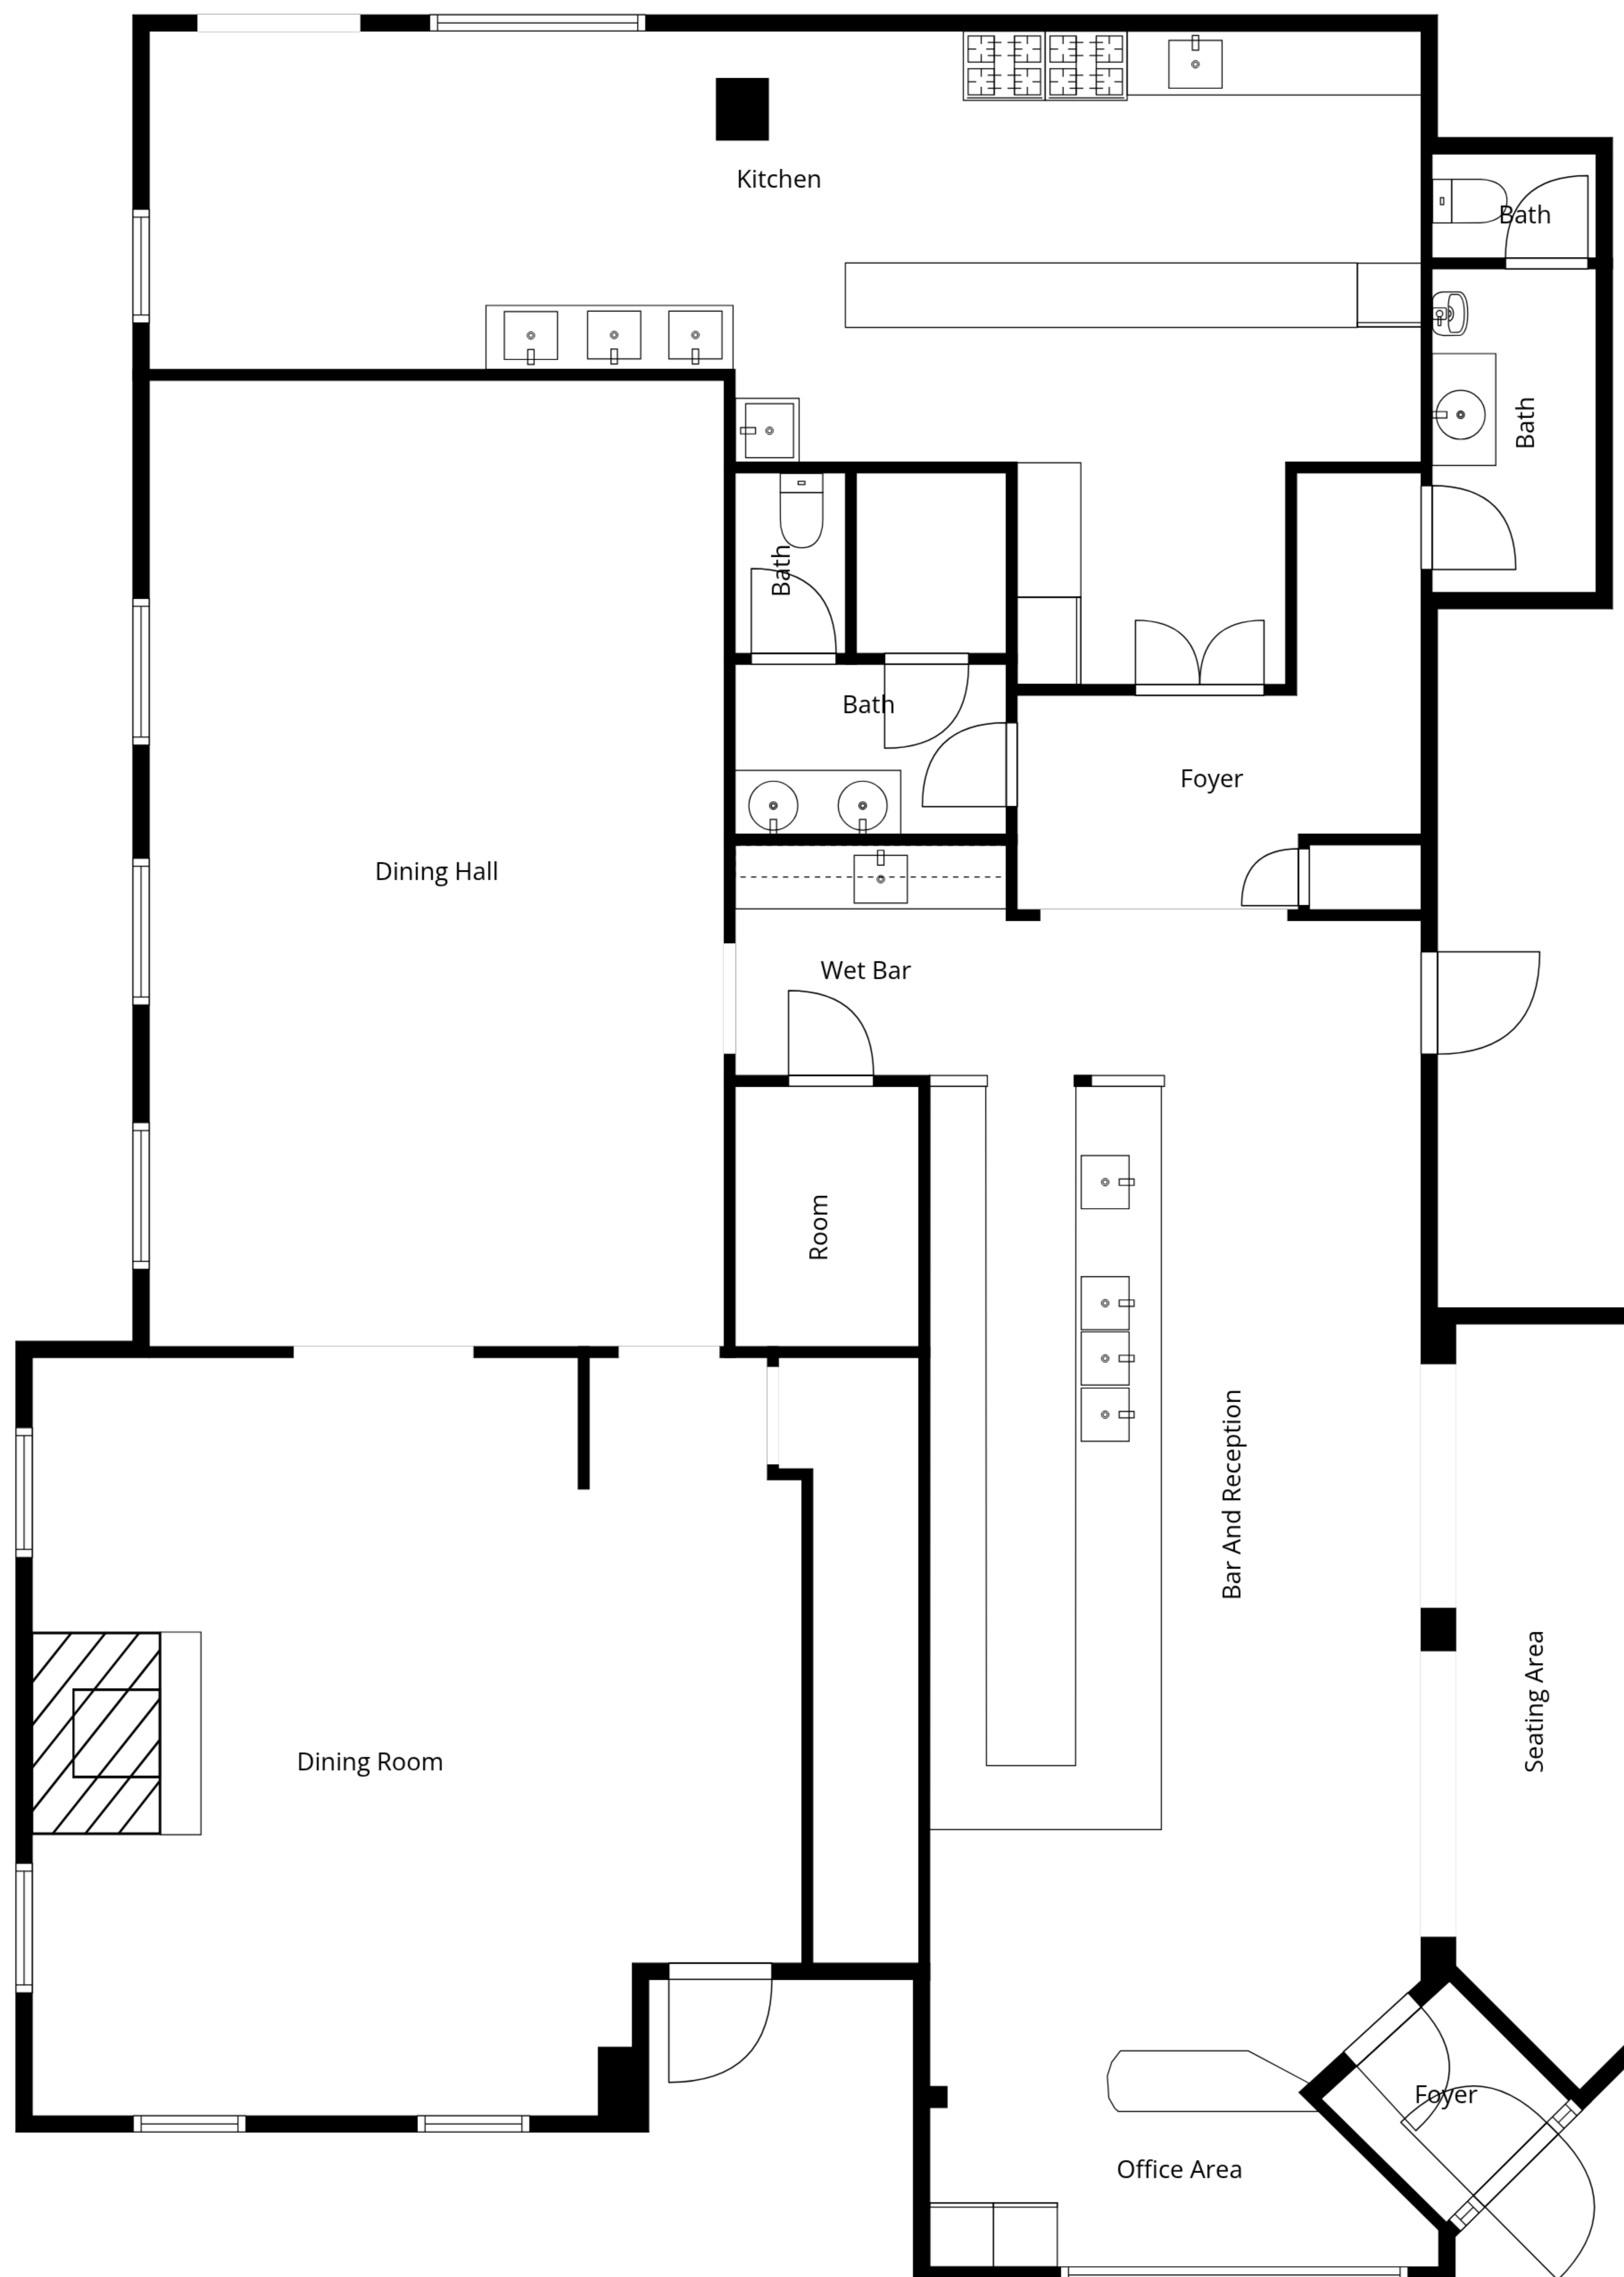 Kitchen
Bath
Bath
Bath
Bath
Foyer
Dining Hall
Wet Bar
Room
Bar And Reception
Seating Area
Dining Room
Foyer
Office Area